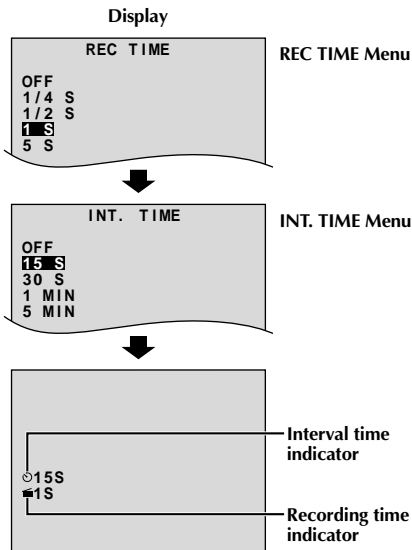 Display
REC TIME
REC TIME Menu
OFF
1/4 S
1/2 S
1 S
5 S
INT. TIME
INT. TIME Menu
OFF
15 S
30 S
1 MIN
5 MIN
Interval time
indicator
15S
1S
Recording time
indicator